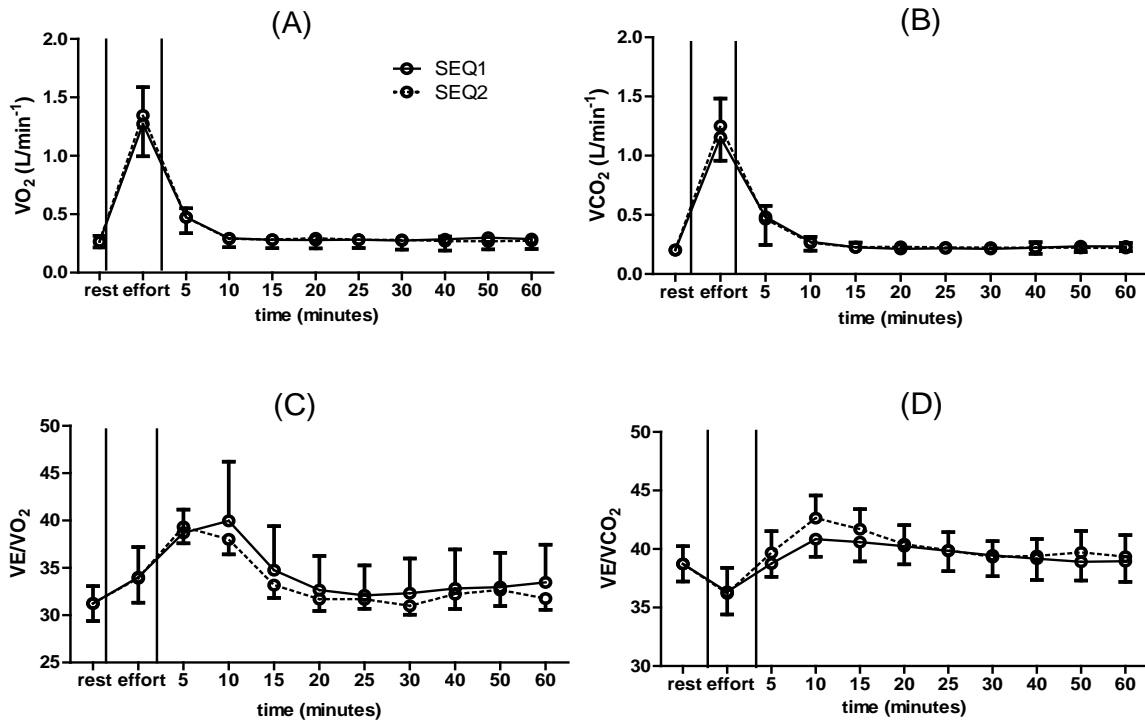 (A)
2.0
1.5
1.0
0.5
0.0
VO₂ (L/min⁻¹)
SEQ1
SEQ2
rest effort 5 10 15 20 25 30 40 50 60
time (minutes)
(B)
2.0
1.5
1.0
0.5
0.0
VCO₂ (L/min⁻¹)
rest effort 5 10 15 20 25 30 40 50 60
time (minutes)
(C)
50
45
40
35
30
25
VE/VO₂
rest effort 5 10 15 20 25 30 40 50 60
time (minutes)
(D)
50
45
40
35
30
VE/VCO₂
rest effort 5 10 15 20 25 30 40 50 60
time (minutes)